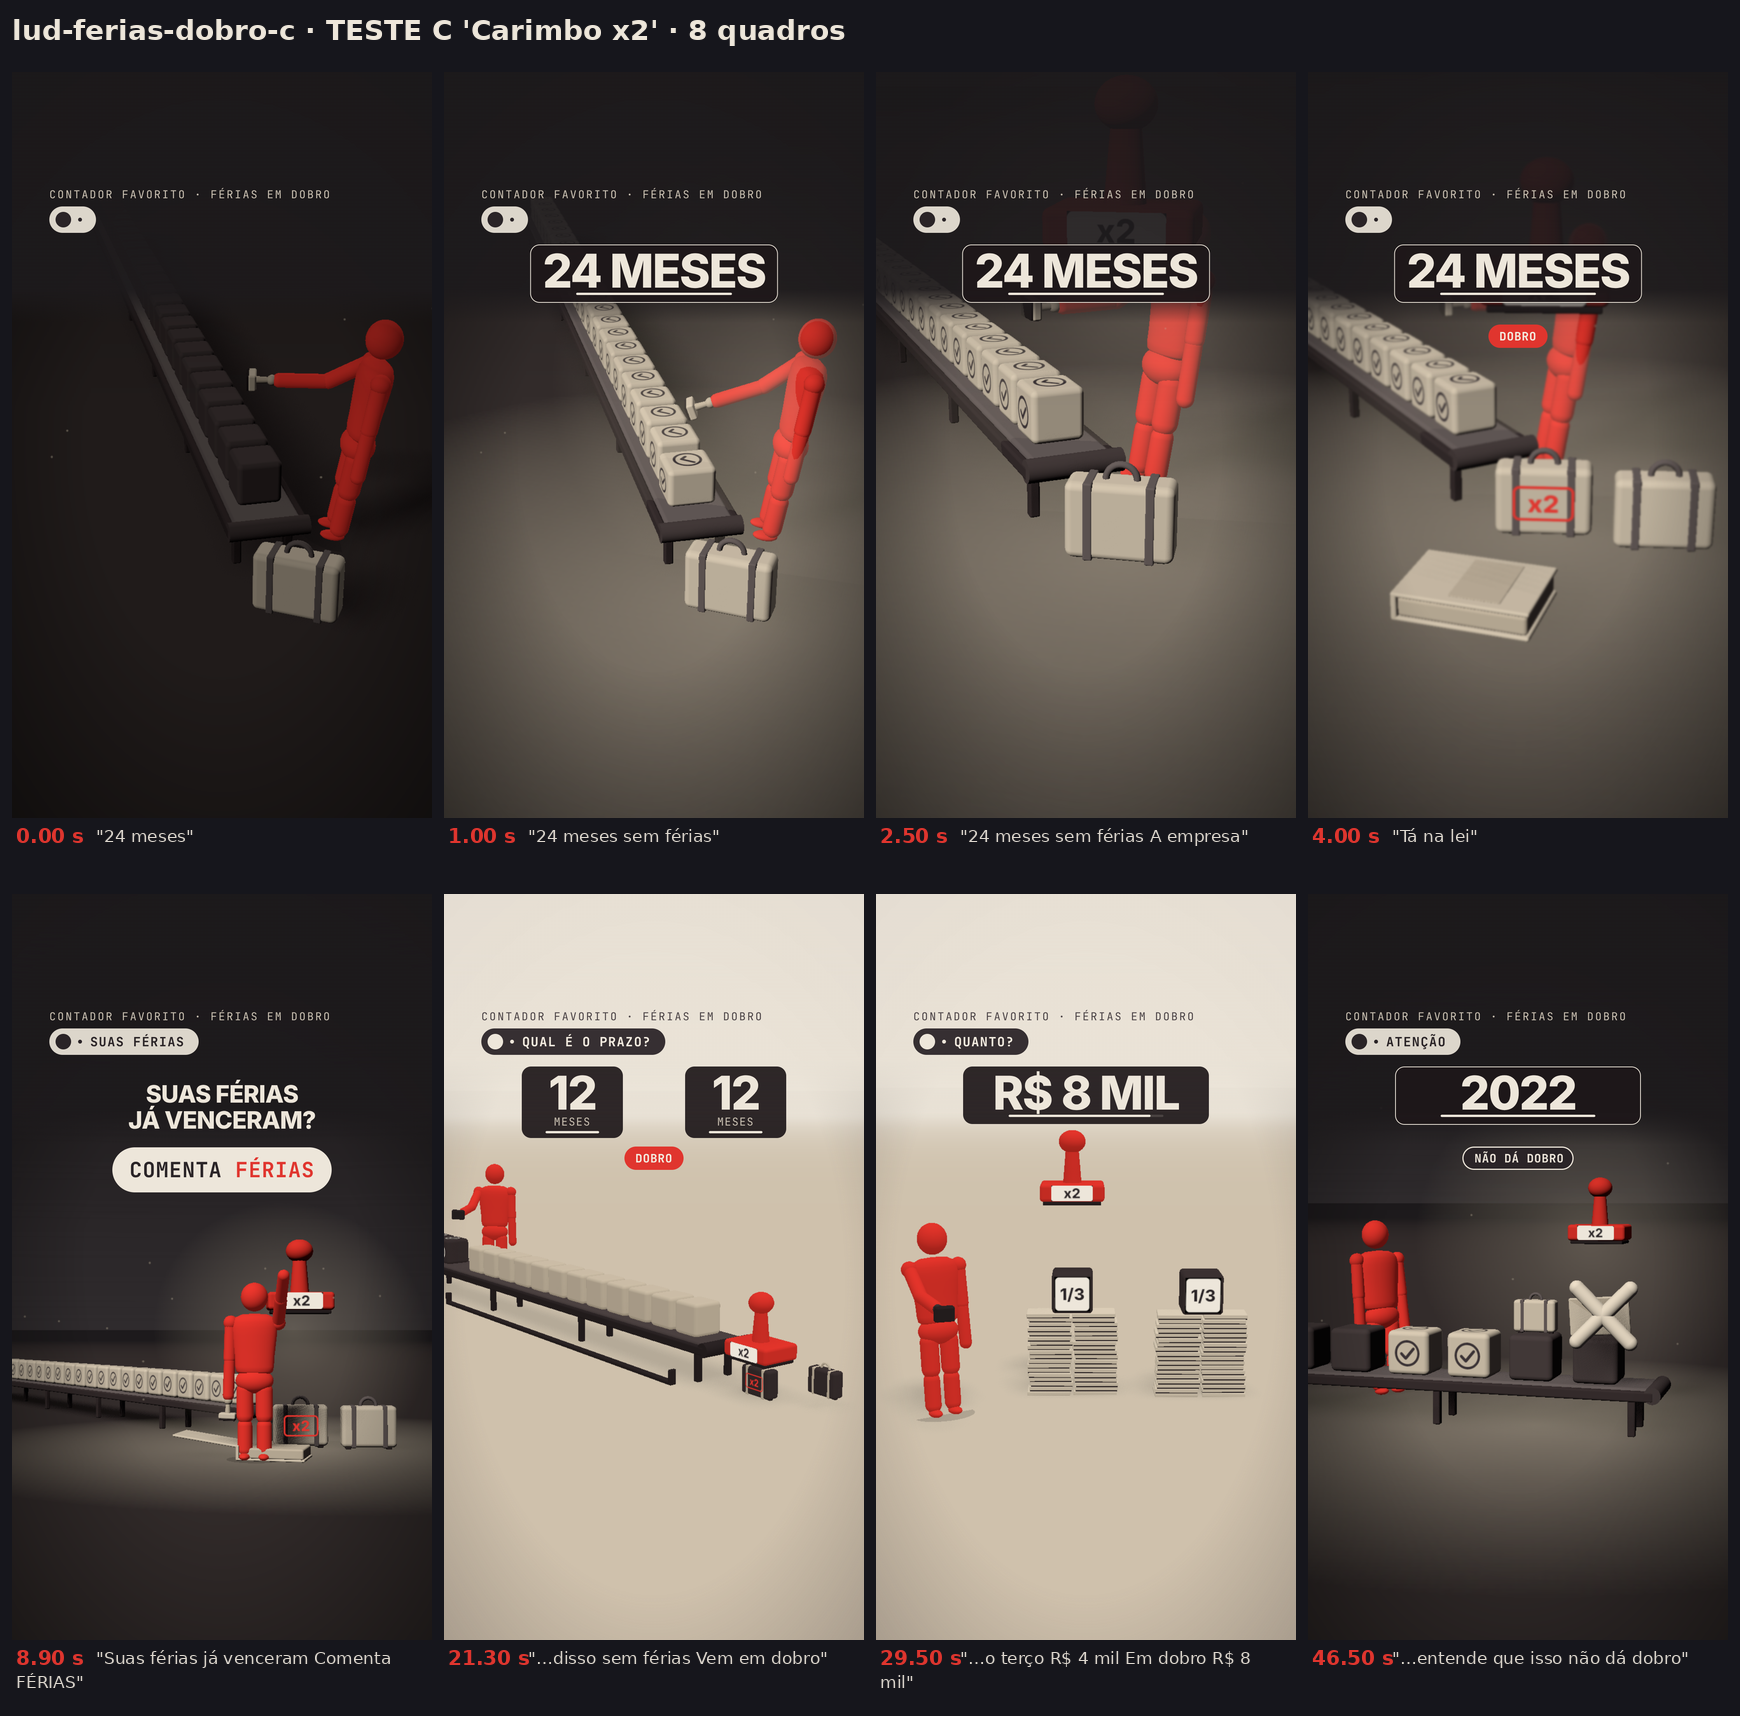 lud-ferias-dobro-c · TESTE C 'Carimbo x2' · 8 quadros
CONTADOR FAVORITO · FÉRIAS EM DOBRO
0.00 s "24 meses"
CONTADOR FAVORITO · FÉRIAS EM DOBRO
24 MESES
1.00 s "24 meses sem férias"
CONTADOR FAVORITO · FÉRIAS EM DOBRO
x2
24 MESES
2.50 s "24 meses sem férias A empresa"
CONTADOR FAVORITO · FÉRIAS EM DOBRO
24 MESES
DOBRO
x2
4.00 s "Tá na lei"
CONTADOR FAVORITO · FÉRIAS EM DOBRO
• SUAS FÉRIAS
SUAS FÉRIAS
JÁ VENCERAM?
COMENTA FÉRIAS
x2
x2
8.90 s "Suas férias já venceram Comenta
FÉRIAS"
CONTADOR FAVORITO · FÉRIAS EM DOBRO
• QUAL É O PRAZO?
12 12
MESES MESES
DOBRO
x2
x2
21.30 s "...disso sem férias Vem em dobro"
CONTADOR FAVORITO · FÉRIAS EM DOBRO
• QUANTO?
R$ 8 MIL
x2
1/3 1/3
29.50 s "...o terço R$ 4 mil Em dobro R$ 8
mil"
CONTADOR FAVORITO · FÉRIAS EM DOBRO
• ATENÇÃO
2022
NÃO DÁ DOBRO
x2
46.50 s "...entende que isso não dá dobro"